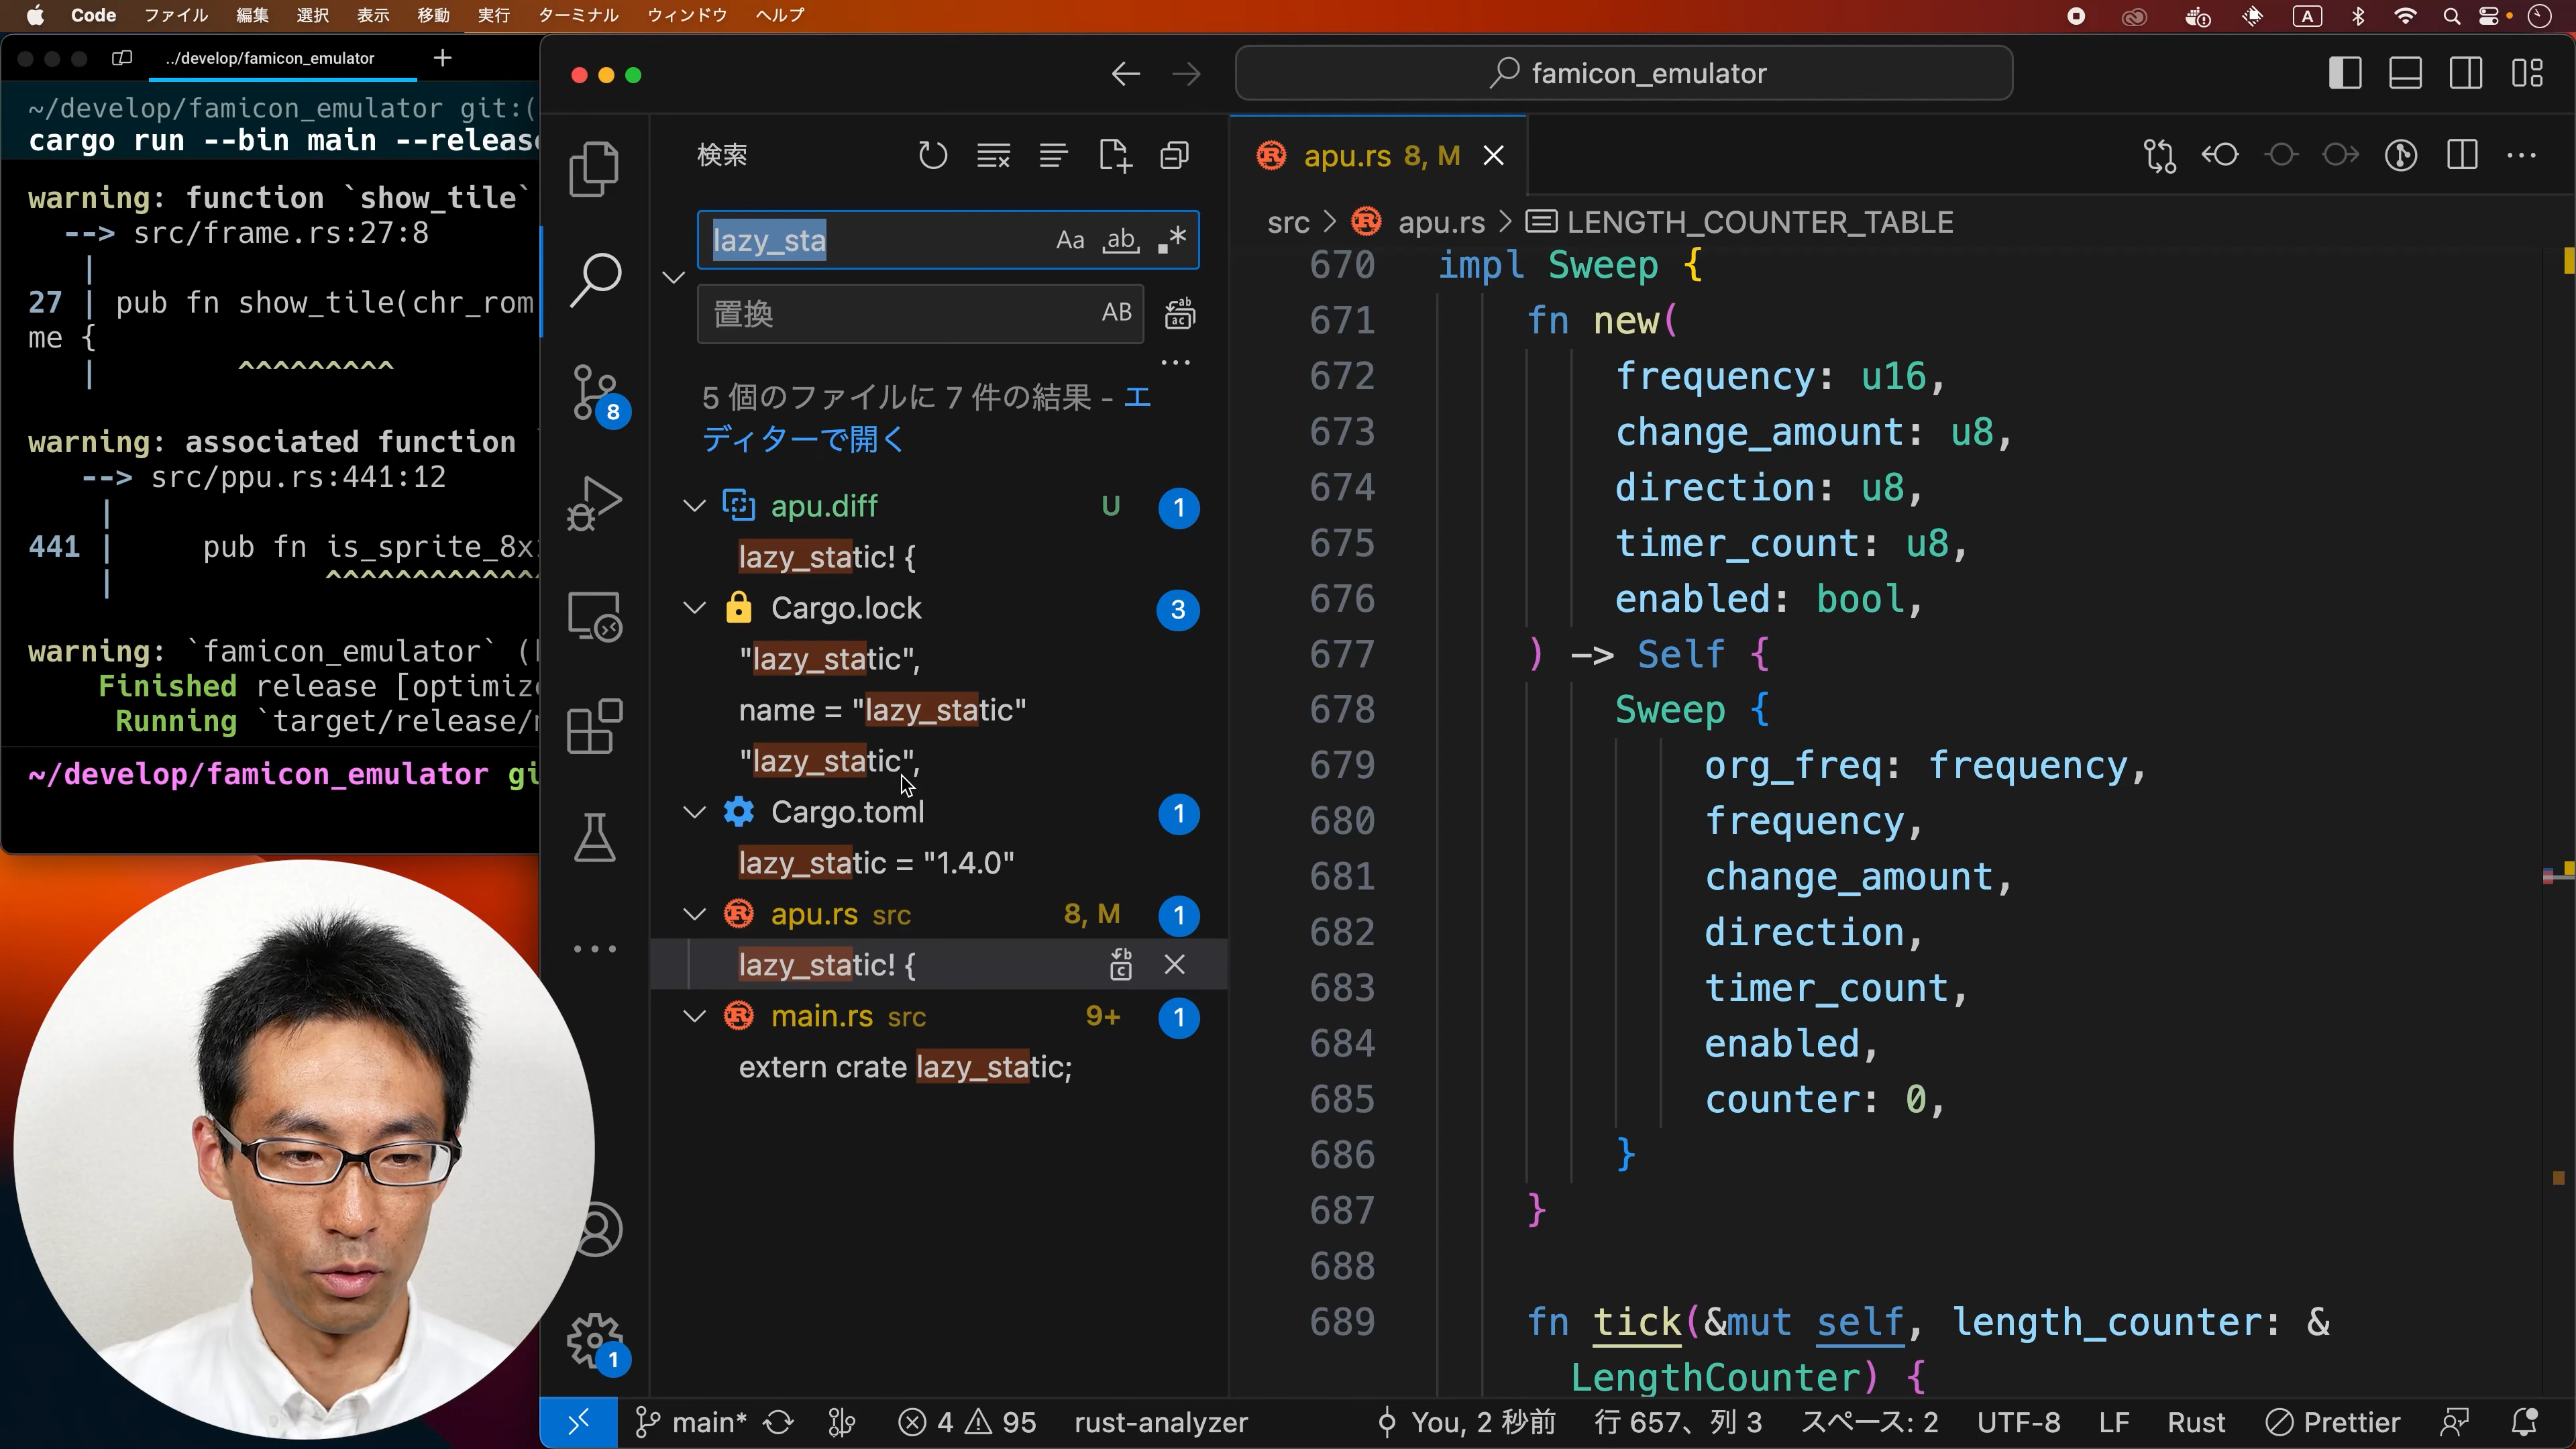 Code ファイル 編集 選択 表示 移動 実行 ターミナル ウィンドウ ヘルプ
A
../develop/famicon_emulator
~/develop/famicon_emulator git:(
cargo run --bin main --release
warning: function `show_tile`
--> src/frame.rs:27:8
|
27 | pub fn show_tile(chr_rom
me {
| ^^^^^^^^^
warning: associated function `
--> src/ppu.rs:441:12
|
441 | pub fn is_sprite_8x
| ^^^^^^^^^^^^
warning: `famicon_emulator` (
Finished release [optimize
Running `target/release/
~/develop/famicon_emulator gi
famicon_emulator
検索
lazy_sta
Aa ab .*
置換
AB
…
5 個のファイルに 7 件の結果 - エ
ディターで開く
apu.diff U 1
lazy_static! {
Cargo.lock 3
"lazy_static",
name = "lazy_static"
"lazy_static",
Cargo.toml 1
lazy_static = "1.4.0"
apu.rs src 8, M 1
lazy_static! {
main.rs src 9+ 1
extern crate lazy_static;
8
1
apu.rs 8, M
src > apu.rs > LENGTH_COUNTER_TABLE
670 impl Sweep {
671 fn new(
672 frequency: u16,
673 change_amount: u8,
674 direction: u8,
675 timer_count: u8,
676 enabled: bool,
677 ) -> Self {
678 Sweep {
679 org_freq: frequency,
680 frequency,
681 change_amount,
682 direction,
683 timer_count,
684 enabled,
685 counter: 0,
686 }
687 }
688
689 fn tick(&mut self, length_counter: &
LengthCounter) {
main* 4 95 rust-analyzer You, 2 秒前 行 657、列 3 スペース: 2 UTF-8 LF Rust Prettier